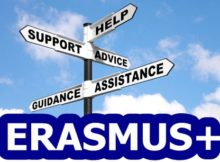 HELP
SUPPORT
ADVICE
GUIDANCE
ASSISTANCE
ERASMUS+